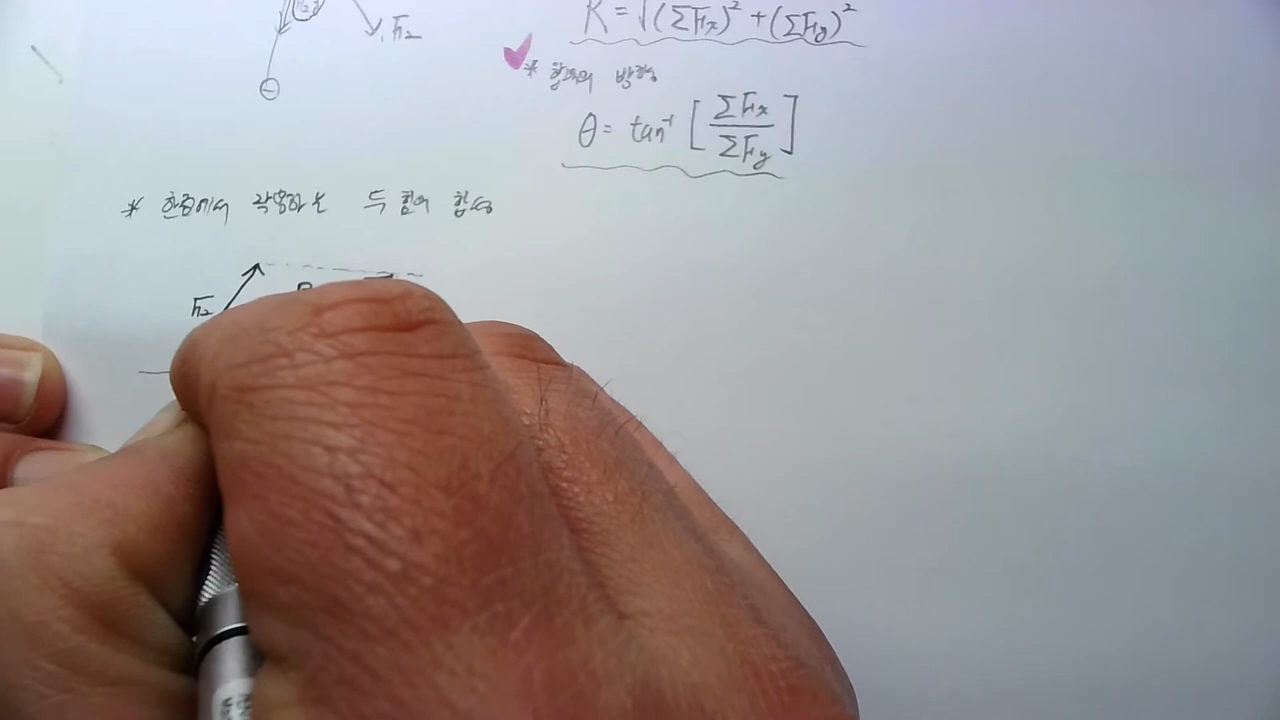 F₂
R = √(ΣFx)² + (ΣFy)²
* 합력의 방향
θ = tan⁻¹ [ΣFx / ΣFy]
* 한점에서 작용하는 두 힘의 합성
F₂
R